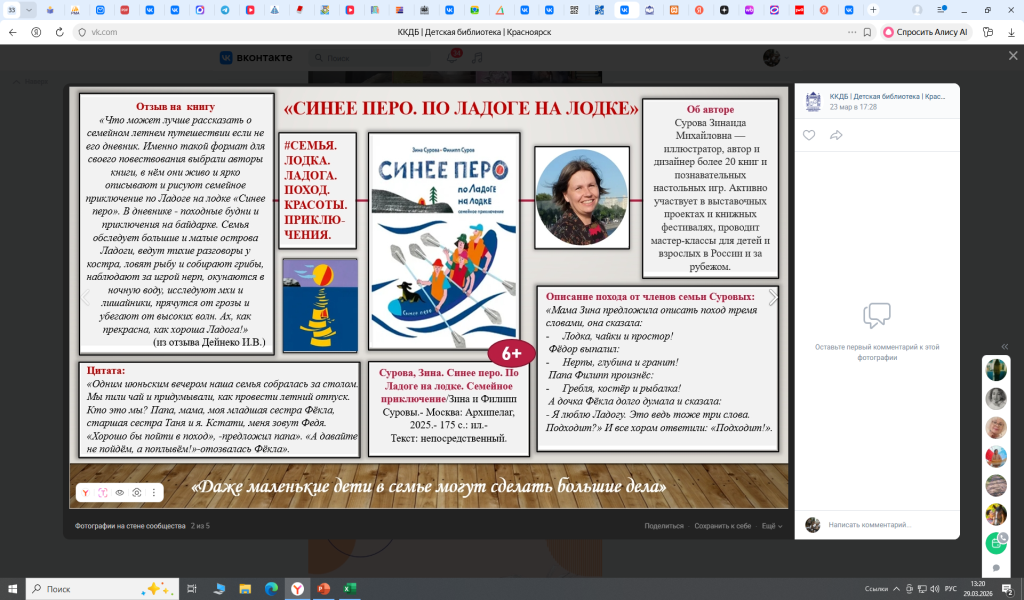 33
vk.com
ККДБ | Детская библиотека | Красноярск
Спросить Алису AI
вконтакте
Поиск
Отзыв на книгу
«Что может лучше рассказать о
семейном летнем путешествии если не
его дневник. Именно такой формат для
своего повествования выбрали авторы
книги, в нём они живо и ярко
описывают и рисуют семейное
приключение по Ладоге на лодке «Синее
перо». В дневнике - походные будни и
приключения на байдарке. Семья
обследует большие и малые острова
Ладоги, ведут тихие разговоры у
костра, ловят рыбу и собирают грибы,
наблюдают за игрой нерп, окунаются в
ночную воду, исследуют мхи и
лишайники, прячутся от грозы и
убегают от высоких волн. Ах, как
прекрасна, как хороша Ладога!»
(из отзыва Дейнеко И.В.)
«СИНЕЕ ПЕРО. ПО ЛАДОГЕ НА ЛОДКЕ»
#СЕМЬЯ.
ЛОДКА.
ЛАДОГА.
ПОХОД.
КРАСОТЫ.
ПРИКЛЮ-
ЧЕНИЯ.
Зина Сурова · Филипп Суров
СИНЕЕ ПЕРО
по Ладоге
на лодке
семейное приключение
Синее перо
6+
Об авторе
Сурова Зинаида
Михайловна —
иллюстратор, автор и
дизайнер более 20 книг и
познавательных
настольных игр. Активно
участвует в выставочных
проектах и книжных
фестивалях, проводит
мастер-классы для детей и
взрослых в России и за
рубежом.
Цитата:
«Одним июньским вечером наша семья собралась за столом.
Мы пили чай и придумывали, как провести летний отпуск.
Кто это мы? Папа, мама, моя младшая сестра Фёкла,
старшая сестра Таня и я. Кстати, меня зовут Федя.
«Хорошо бы пойти в поход», -предложил папа». «А давайте
не пойдём, а поплывём!»-отозвалась Фёкла».
Сурова, Зина. Синее перо. По
Ладоге на лодке. Семейное
приключение/Зина и Филипп
Суровы.- Москва: Архипелаг,
2025.- 175 с.: ил.-
Текст: непосредственный.
Описание похода от членов семьи Суровых:
«Мама Зина предложила описать поход тремя
словами, она сказала:
- Лодка, чайки и простор!
Фёдор выпалил:
- Нерпы, глубина и гранит!
Папа Филипп произнёс:
- Гребля, костёр и рыбалка!
А дочка Фёкла долго думала и сказала:
- Я люблю Ладогу. Это ведь тоже три слова.
Подходит?» И все хором ответили: «Подходит!».
«Даже маленькие дети в семье могут сделать большие дела»
Фотографии на стене сообщества 2 из 5
Поделиться
Сохранить к себе
Ещё
ККДБ | Детская библиотека | Крас...
23 мар в 17:28
Оставьте первый комментарий к этой
фотографии
Написать комментарий...
Поиск
Ссылки
РУС
13:20
29.03.2026
2